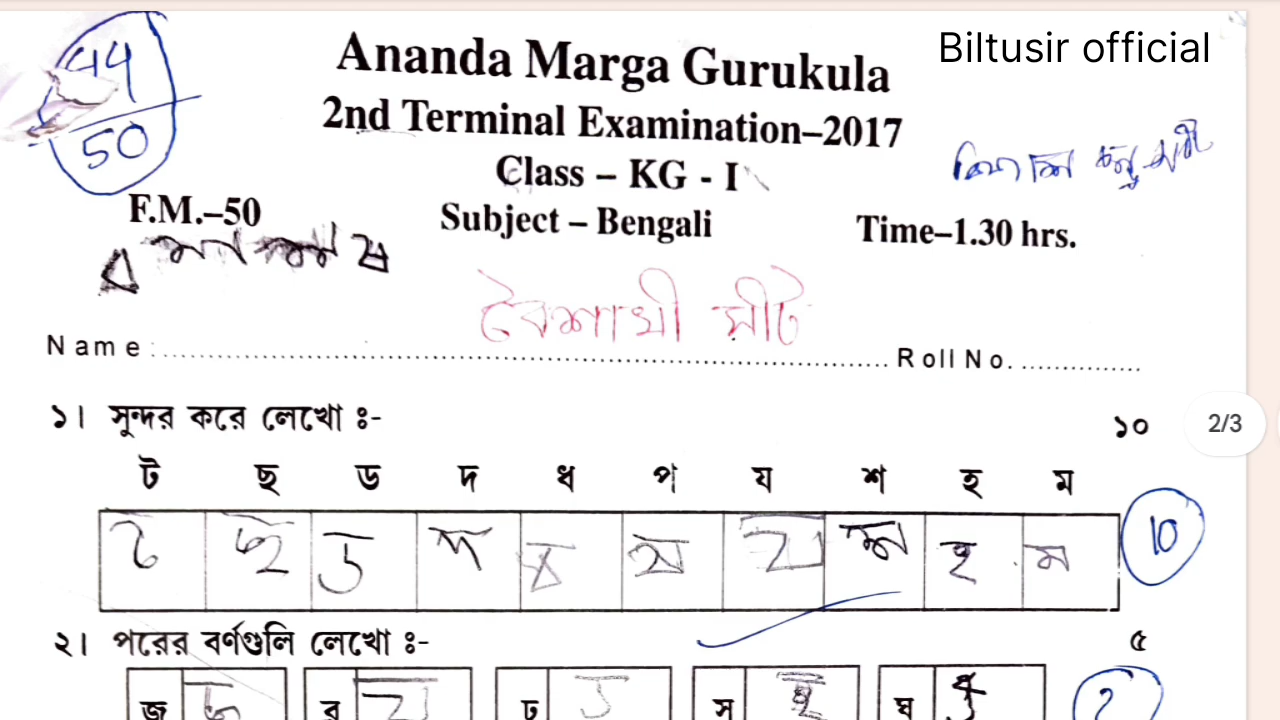 44
50
Biltusir official
Ananda Marga Gurukula
2nd Terminal Examination–2017
Class – KG - I
F.M.–50
Subject – Bengali
Time–1.30 hrs.
বৈশাখী
Name: Roll No.
১। সুন্দর করে লেখো ঃ- ১০
2/3
ট ছ ড দ ধ প য শ হ ম
ট ছ ড দ ধ প য শ হ ম
10
২। পরের বর্ণগুলি লেখো ঃ- ৫
জ র ঢ স ঘ